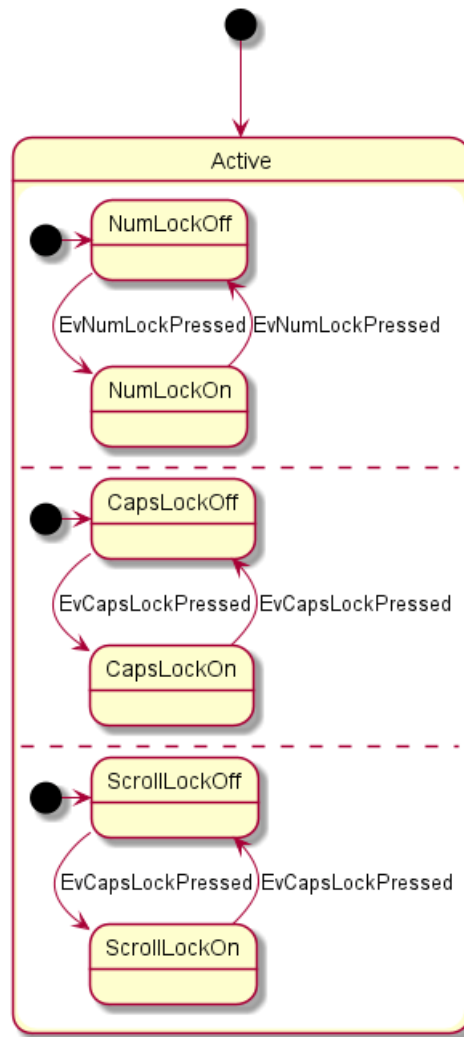 Active
NumLockOff
EvNumLockPressed EvNumLockPressed
NumLockOn
CapsLockOff
EvCapsLockPressed EvCapsLockPressed
CapsLockOn
ScrollLockOff
EvCapsLockPressed EvCapsLockPressed
ScrollLockOn